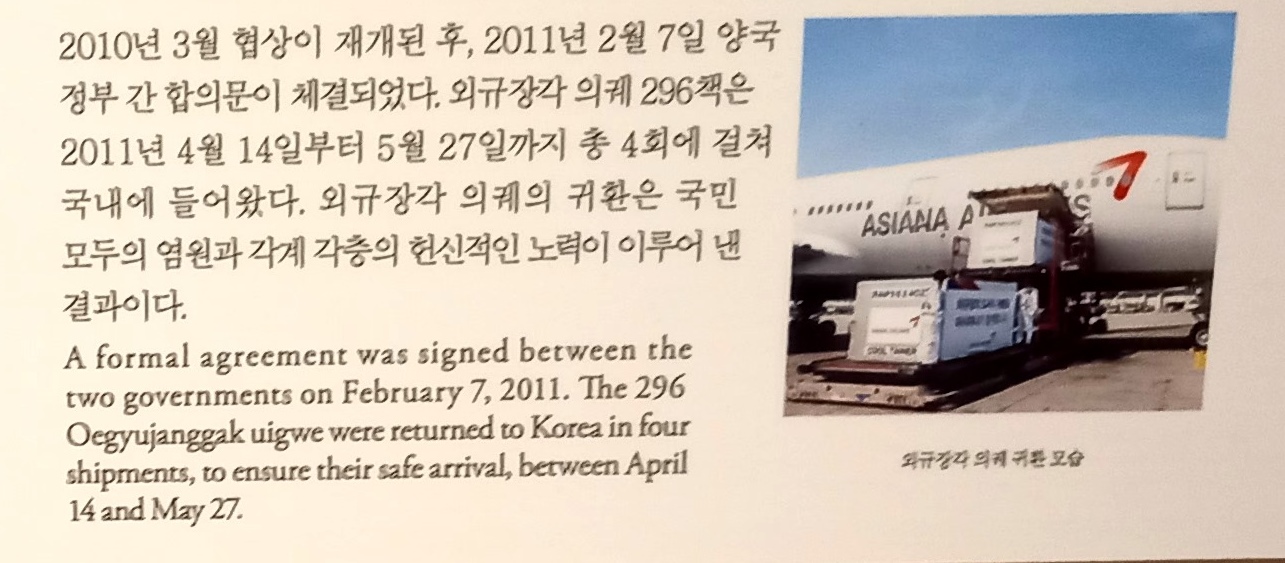 2010년 3월 협상이 재개된 후, 2011년 2월 7일 양국
정부 간 합의문이 체결되었다. 외규장각 의궤 296책은
2011년 4월 14일부터 5월 27일까지 총 4회에 걸쳐
국내에 들어왔다. 외규장각 의궤의 귀환은 국민
모두의 염원과 각계 각층의 헌신적인 노력이 이루어 낸
결과이다.
A formal agreement was signed between the
two governments on February 7, 2011. The 296
Oegyujanggak uigwe were returned to Korea in four
shipments, to ensure their safe arrival, between April
14 and May 27.
ASIANA
외규장각 의궤 귀환 모습